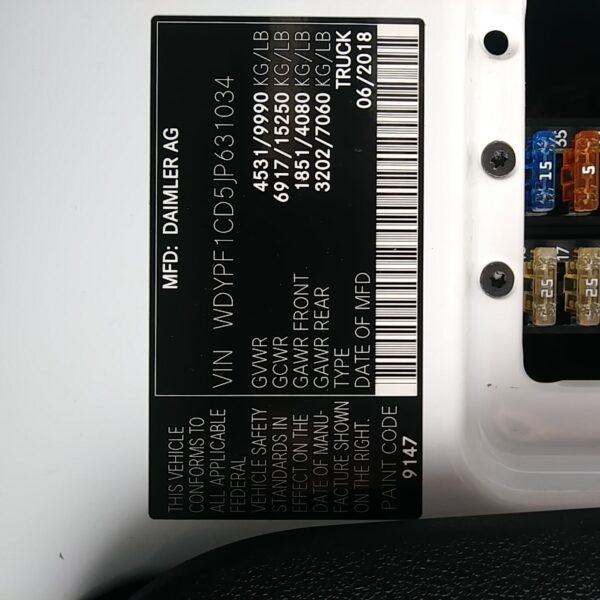 MFD: DAIMLER AG
VIN WDYPF1CD5JP631034
GVWR 4531/9990 KG/LB
GCWR 6917/15250 KG/LB
GAWR FRONT 1851/4080 KG/LB
GAWR REAR 3202/7060 KG/LB
TYPE TRUCK
DATE OF MFD 06/2018
THIS VEHICLE
CONFORMS TO
ALL APPLICABLE
FEDERAL
VEHICLE SAFETY
STANDARDS IN
EFFECT ON THE
DATE OF MANU-
FACTURE SHOWN
ON THE RIGHT.
PAINT CODE
9147
15
5
25
25
17